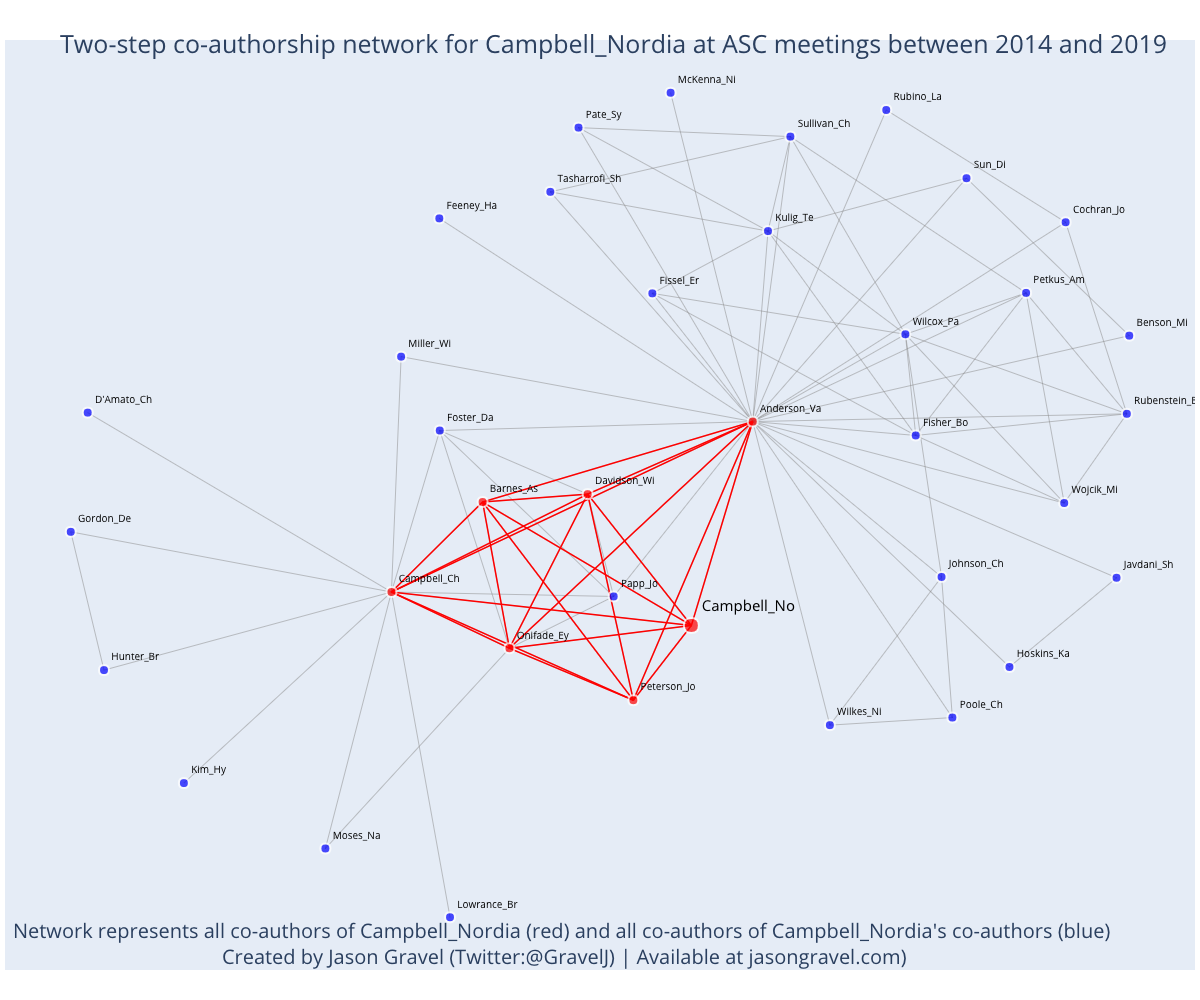 Two-step co-authorship network for Campbell_Nordia at ASC meetings between 2014 and 2019
McKenna_Ni
Rubino_La
Pate_Sy
Sullivan_Ch
Sun_Di
Tasharrofi_Sh
Feeney_Ha
Cochran_Jo
Kulig_Te
Fissel_Er
Petkus_Am
Wilcox_Pa
Benson_Mi
Miller_Wi
D'Amato_Ch
Rubenstein_B
Anderson_Va
Foster_Da
Fisher_Bo
Davidson_Wi
Barnes_As
Wojcik_Mi
Gordon_De
Johnson_Ch
Javdani_Sh
Campbell_Ch
Papp_Jo
Campbell_No
Onifade_Ey
Hoskins_Ka
Hunter_Br
Peterson_Jo
Poole_Ch
Wilkes_Ni
Kim_Hy
Moses_Na
Lowrance_Br
Network represents all co-authors of Campbell_Nordia (red) and all co-authors of Campbell_Nordia's co-authors (blue)
Created by Jason Gravel (Twitter:@GravelJ) | Available at jasongravel.com)